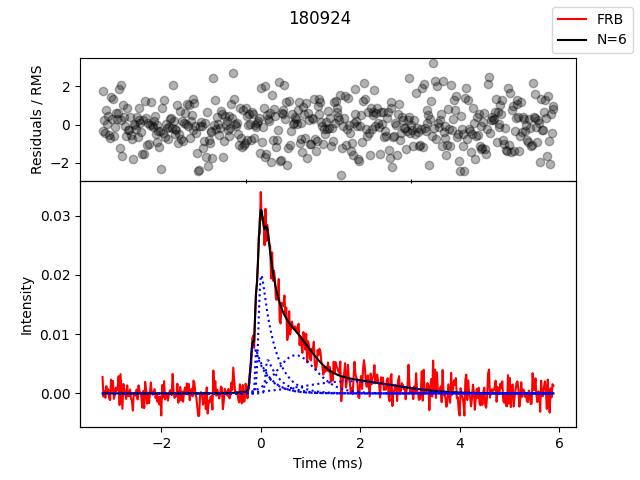 180924
FRB
N=6
Residuals / RMS
2
0
−2
Intensity
0.03
0.02
0.01
0.00
−2
0
2
4
6
Time (ms)